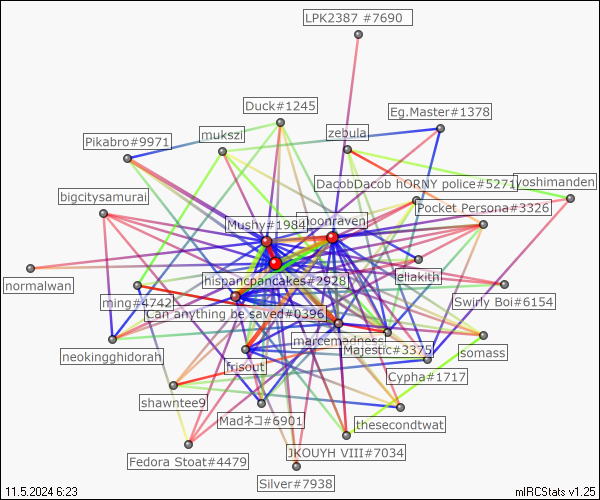 LPK2387 #7690
Duck#1245
Eg.Master#1378
Pikabro#9971
mukszi
zebula
DacobDacob hORNY police#5271
yoshimanden
bigcitysamurai
Pocket Persona#3326
Mushy#1984
moonraven
normalwan
hispancpancakes#2928
leliakith
ming#4742
Swirly Boi#6154
Can anything be saved#0396
marcemadness
neokingghidorah
Majestic#3375
somass
frisout
Cypha#1717
shawntee9
Madネコ#6901
thesecondtwat
Fedora Stoat#4479
JKOUYH VIII#7034
Silver#7938
11.5.2024 6:23
mIRCStats v1.25